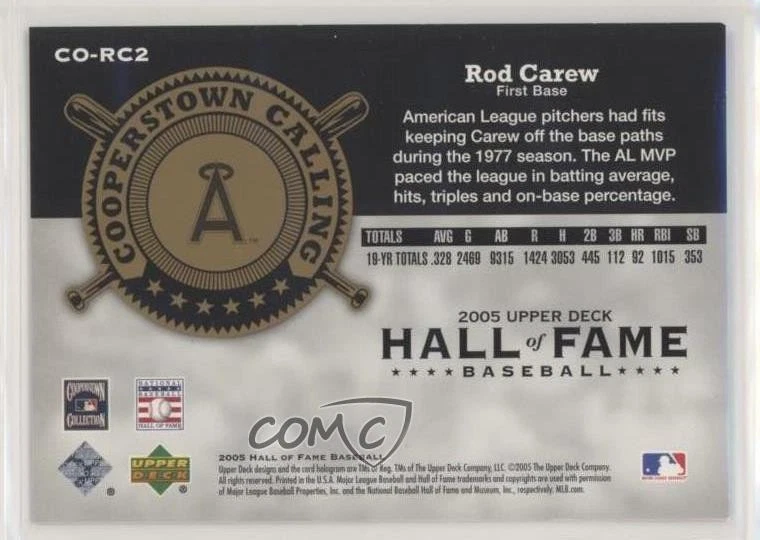 CO-RC2
COOPERSTOWN CALLING
A
TM
Rod Carew
First Base
American League pitchers had fits
keeping Carew off the base paths
during the 1977 season. The AL MVP
paced the league in batting average,
hits, triples and on-base percentage.
TOTALS AVG G AB R H 2B 3B HR RBI SB
19-YR TOTALS .328 2469 9315 1424 3053 445 112 92 1015 353
2005 UPPER DECK
HALL of FAME
★★★★ BASEBALL ★★★★
COOPERSTOWN
COLLECTION
NATIONAL
BASEBALL
HALL OF FAME
COMC
UPPER
DECK
®
®
2005 HALL OF FAME BASEBALL
Upper Deck designs and the card hologram are TMs or Reg. TMs of The Upper Deck Company, LLC. ©2005 The Upper Deck Company.
All rights reserved. Printed in the U.S.A. Major League Baseball and Hall of Fame trademarks and copyrights are used with permission
of Major League Baseball Properties, Inc. and the National Baseball Hall of Fame and Museum, Inc., respectively. MLB.com.